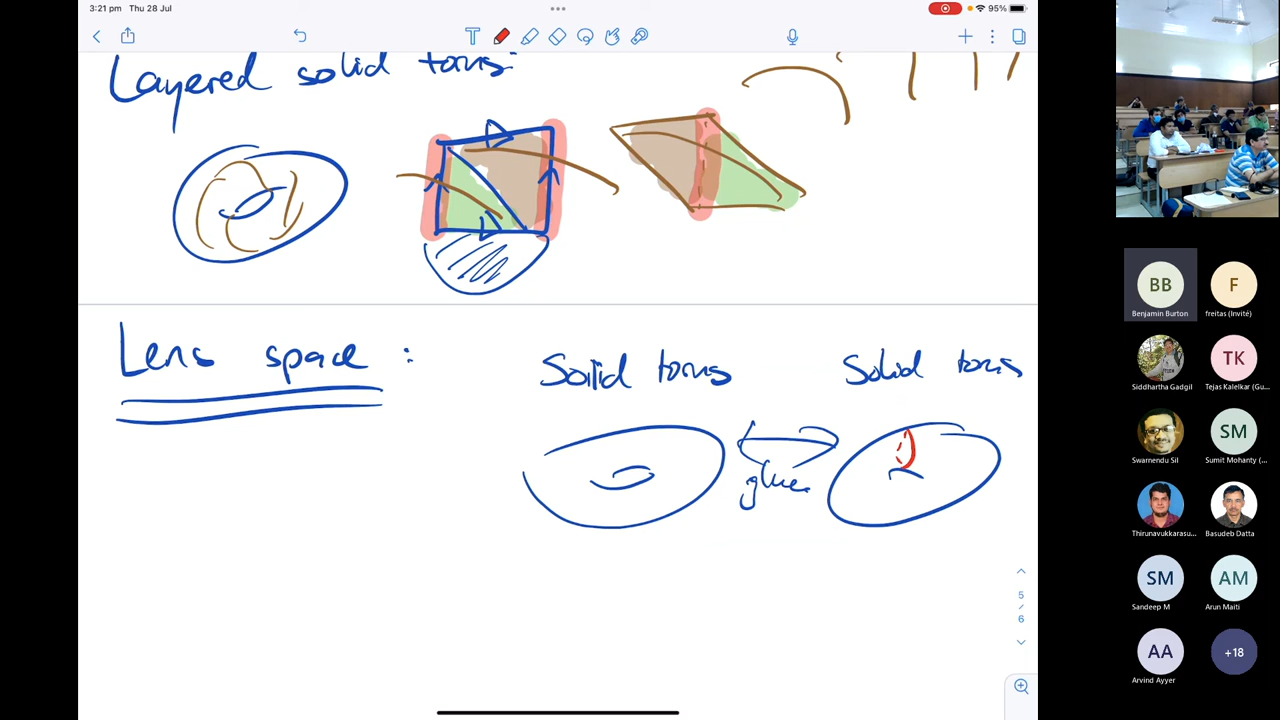 3:21 pm Thu 28 Jul
95%
Layered solid torus:
Lens space :
Solid torus
Solid torus
glue
5
/
6
BB
Benjamin Burton
F
freitas (Invité)
Siddhartha Gadgil
TK
Tejas Kalelkar (Gu...
Swarnendu Sil
SM
Sumit Mohanty (...
Thirunavukkarasu...
Basudeb Datta
SM
Sandeep M
AM
Arun Maiti
AA
Arvind Ayyer
+18